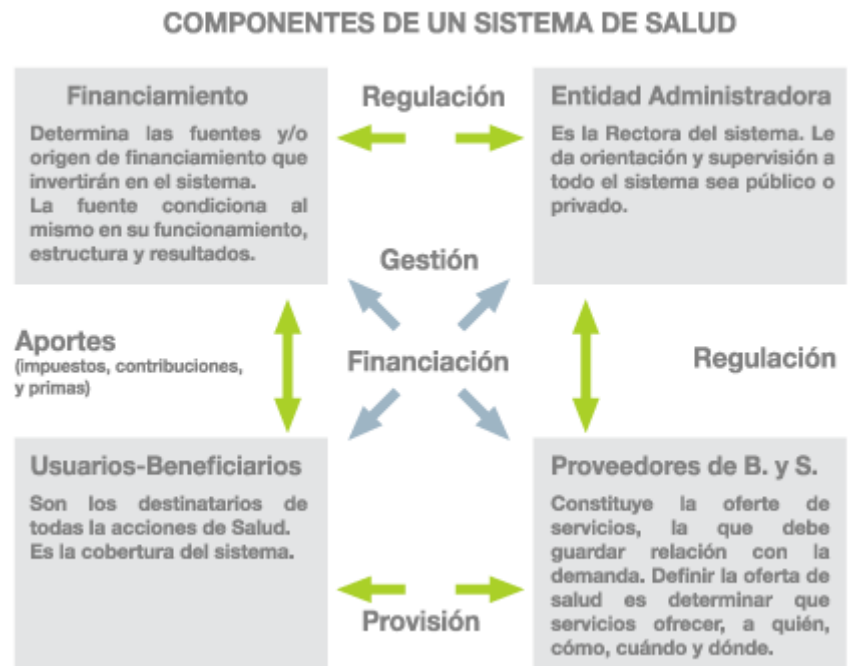 COMPONENTES DE UN SISTEMA DE SALUD
Financiamiento
Determina las fuentes y/o
origen de financiamiento que
invertirán en el sistema.
La fuente condiciona al
mismo en su funcionamiento,
estructura y resultados.
Regulación
Entidad Administradora
Es la Rectora del sistema. Le
da orientación y supervisión a
todo el sistema sea público o
privado.
Gestión
Aportes
(impuestos, contribuciones,
y primas)
Financiación
Regulación
Usuarios-Beneficiarios
Son los destinatarios de
todas la acciones de Salud.
Es la cobertura del sistema.
Provisión
Proveedores de B. y S.
Constituye la oferte de
servicios, la que debe
guardar relación con la
demanda. Definir la oferta de
salud es determinar que
servicios ofrecer, a quién,
cómo, cuándo y dónde.